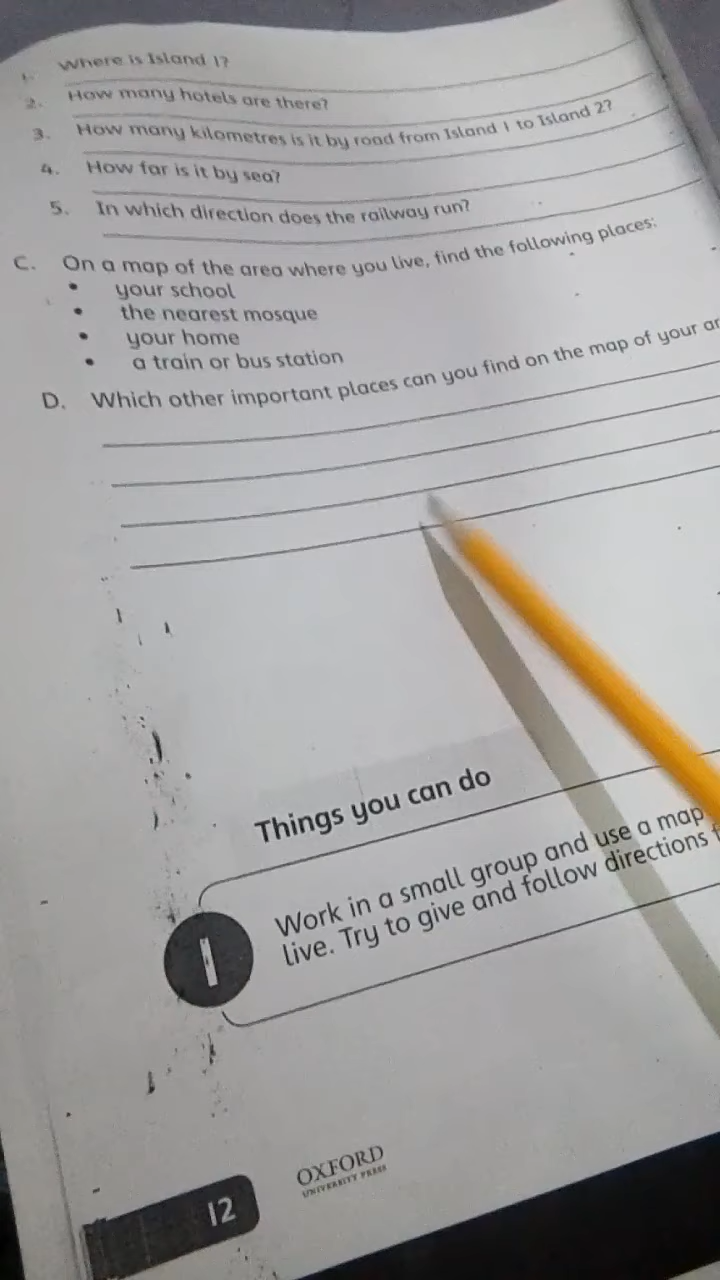 1. Where is Island 1?
2. How many hotels are there?
3. How many kilometres is it by road from Island 1 to Island 2?
4. How far is it by sea?
5. In which direction does the railway run?
C. On a map of the area where you live, find the following places:
• your school
• the nearest mosque
• your home
• a train or bus station
D. Which other important places can you find on the map of your
Things you can do
1 Work in a small group and use a map
live. Try to give and follow directions
OXFORD
UNIVERSITY PRESS
12